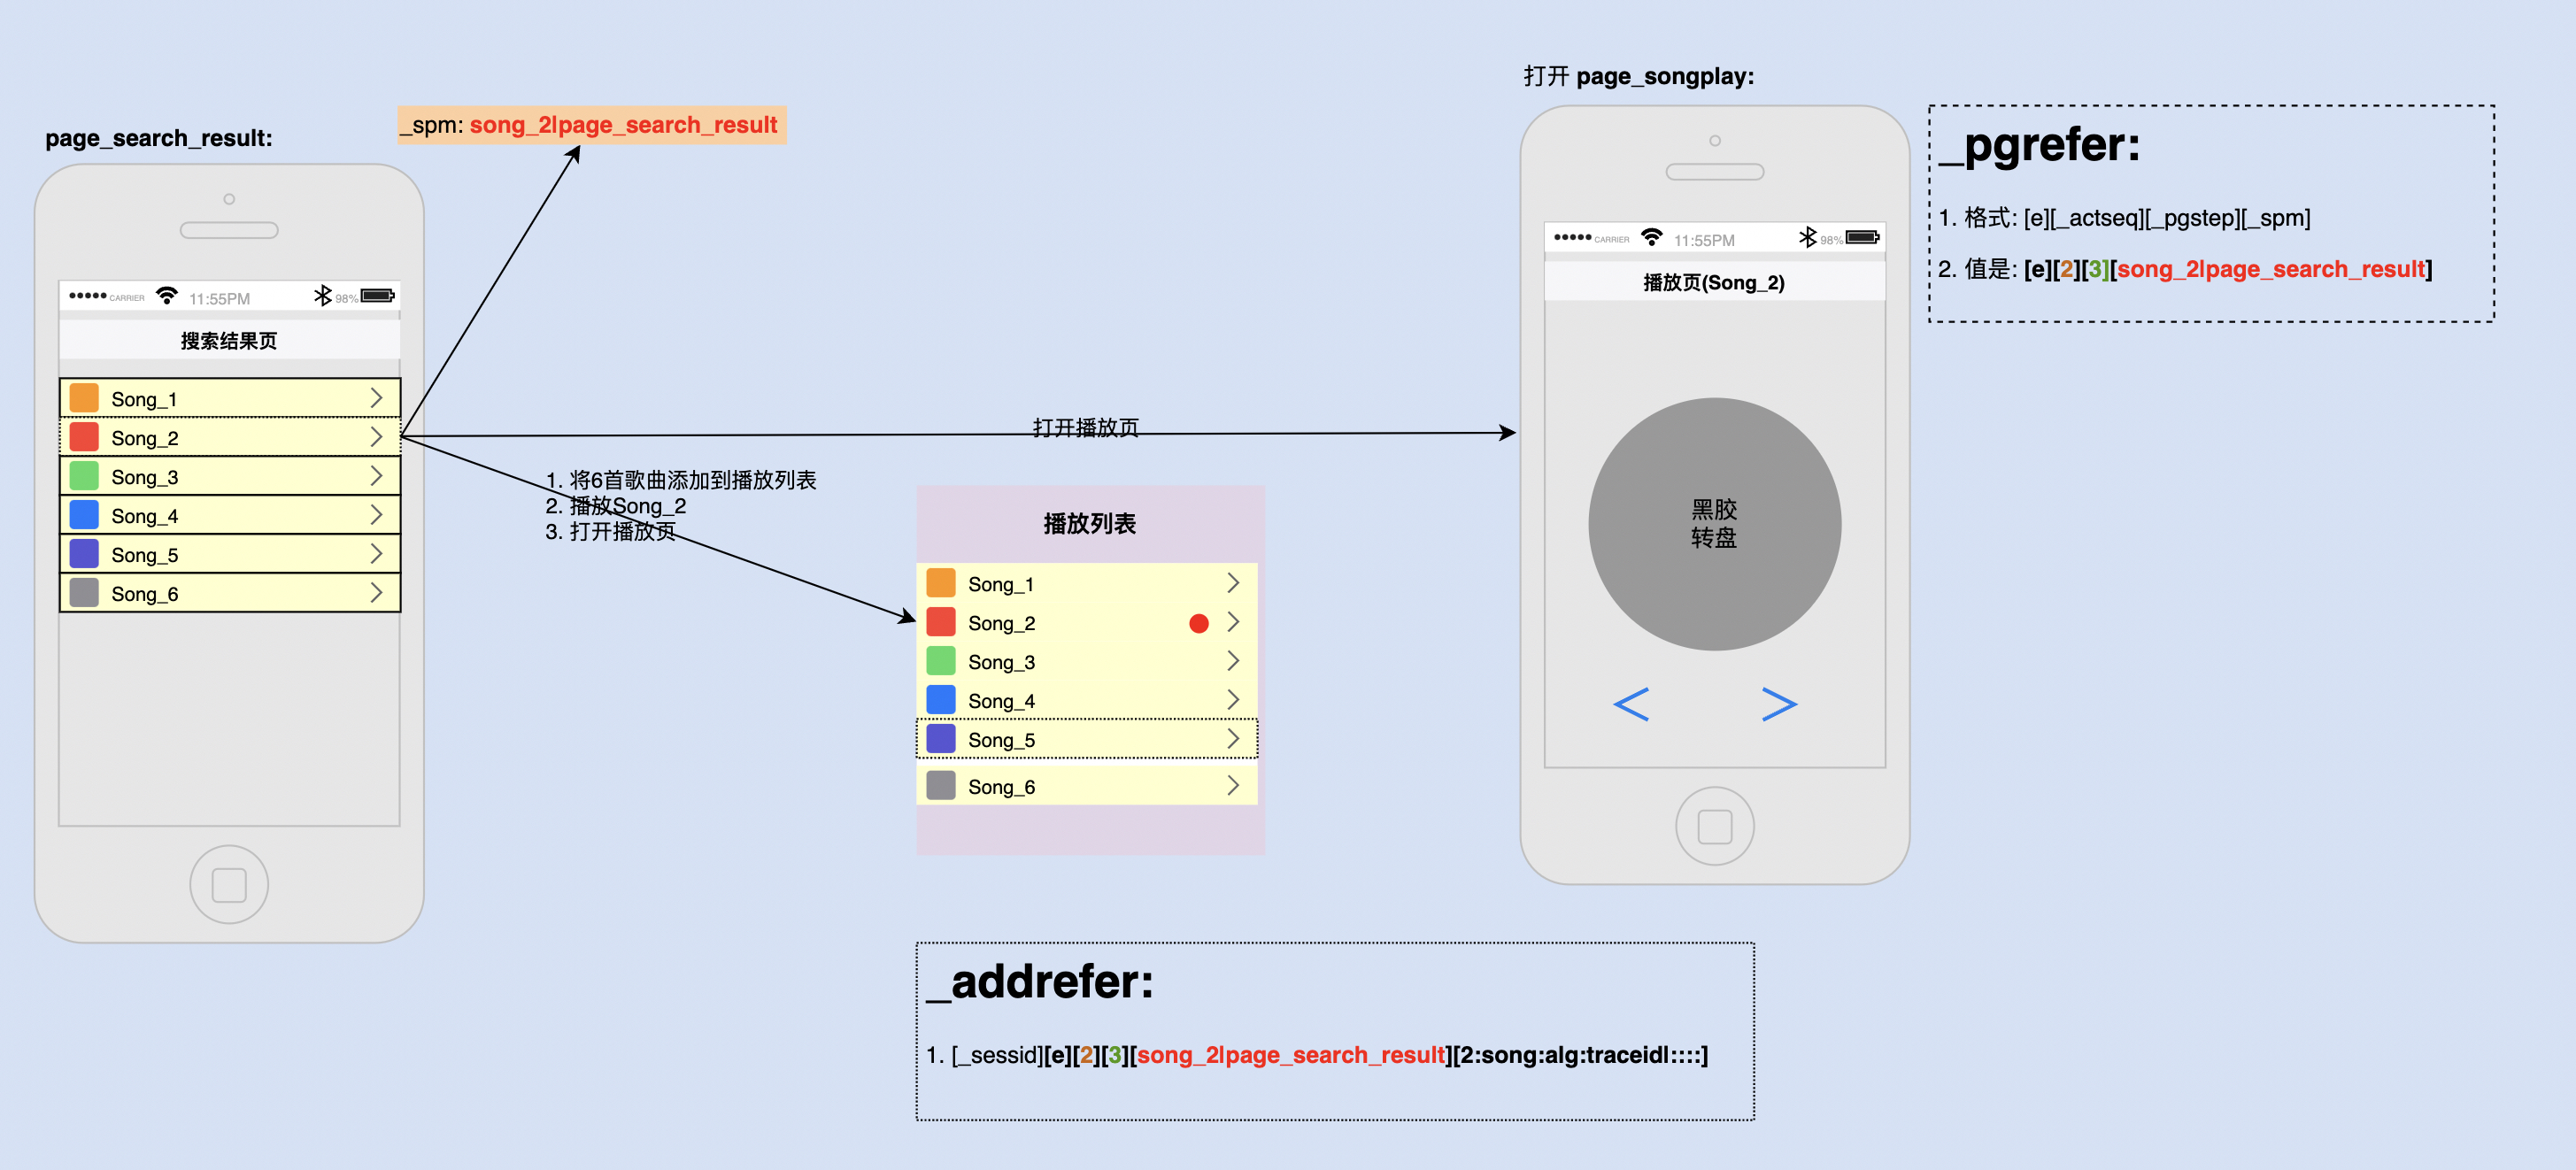 page_search_result:
_spm: song_2|page_search_result
CARRIER 11:55PM 98%
搜索结果页
Song_1
Song_2
Song_3
Song_4
Song_5
Song_6
打开播放页
1. 将6首歌曲添加到播放列表
2. 播放Song_2
3. 打开播放页
播放列表
Song_1
Song_2
Song_3
Song_4
Song_5
Song_6
打开 page_songplay:
CARRIER 11:55PM 98%
播放页(Song_2)
黑胶
转盘
< >
_pgrefer:
1. 格式: [e][_actseq][_pgstep][_spm]
2. 值是: [e][2][3][song_2|page_search_result]
_addrefer:
1. [_sessid][e][2][3][song_2|page_search_result][2:song:alg:traceid|::::]